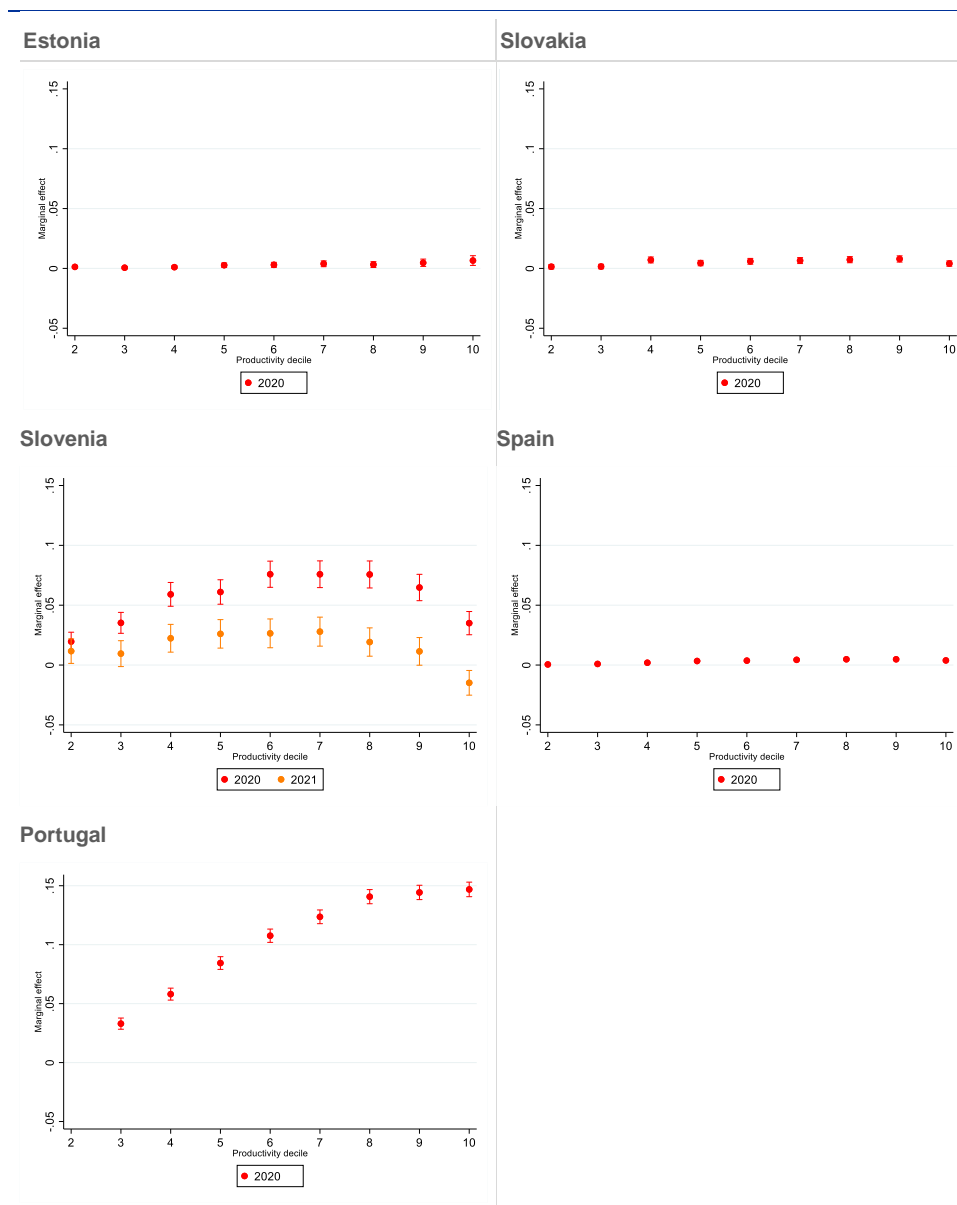 Estonia
.15
.1
.05
0
-.05
Marginal effect
2 3 4 5 6 7 8 9 10
Productivity decile
2020
Slovakia
.15
.1
.05
0
-.05
Marginal effect
2 3 4 5 6 7 8 9 10
Productivity decile
2020
Slovenia
.15
.1
.05
0
-.05
Marginal effect
2 3 4 5 6 7 8 9 10
Productivity decile
2020 2021
Spain
.15
.1
.05
0
-.05
Marginal effect
2 3 4 5 6 7 8 9 10
Productivity decile
2020
Portugal
.15
.1
.05
0
-.05
Marginal effect
2 3 4 5 6 7 8 9 10
Productivity decile
2020